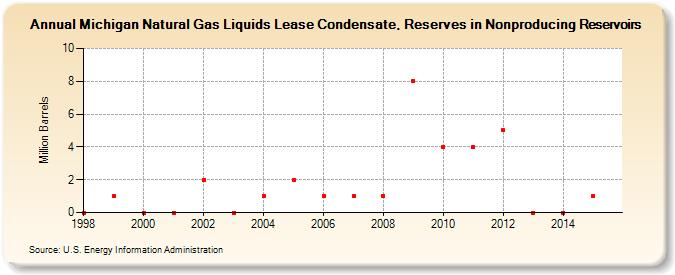 Annual Michigan Natural Gas Liquids Lease Condensate, Reserves in Nonproducing Reservoirs
Million Barrels
10
8
6
4
2
0
1998 2000 2002 2004 2006 2008 2010 2012 2014
Source: U.S. Energy Information Administration